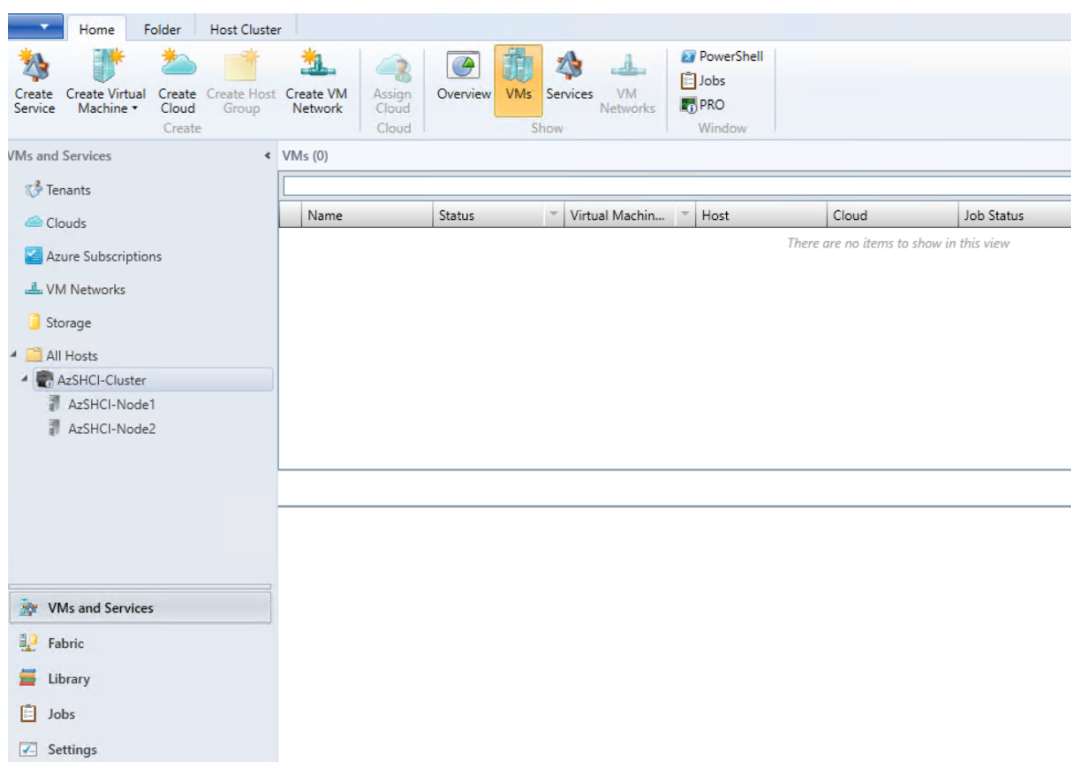 Home Folder Host Cluster
Create Service
Create Virtual Machine
Create Cloud
Create Host Group
Create VM Network
Assign Cloud
Overview
VMs
Services
VM Networks
PowerShell
Jobs
PRO
Create Cloud Show Window
VMs and Services
VMs (0)
Tenants
Clouds
Azure Subscriptions
VM Networks
Storage
All Hosts
AzSHCI-Cluster
AzSHCI-Node1
AzSHCI-Node2
Name Status Virtual Machin... Host Cloud Job Status
There are no items to show in this view
VMs and Services
Fabric
Library
Jobs
Settings